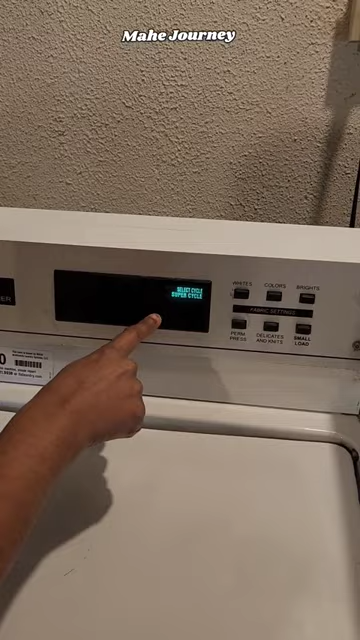 Mahe Journey
SELECT CYCLE
SUPER CYCLE
WHITES
COLORS
BRIGHTS
FABRIC SETTINGS
PERM
PRESS
DELICATES
AND KNITS
SMALL
LOAD